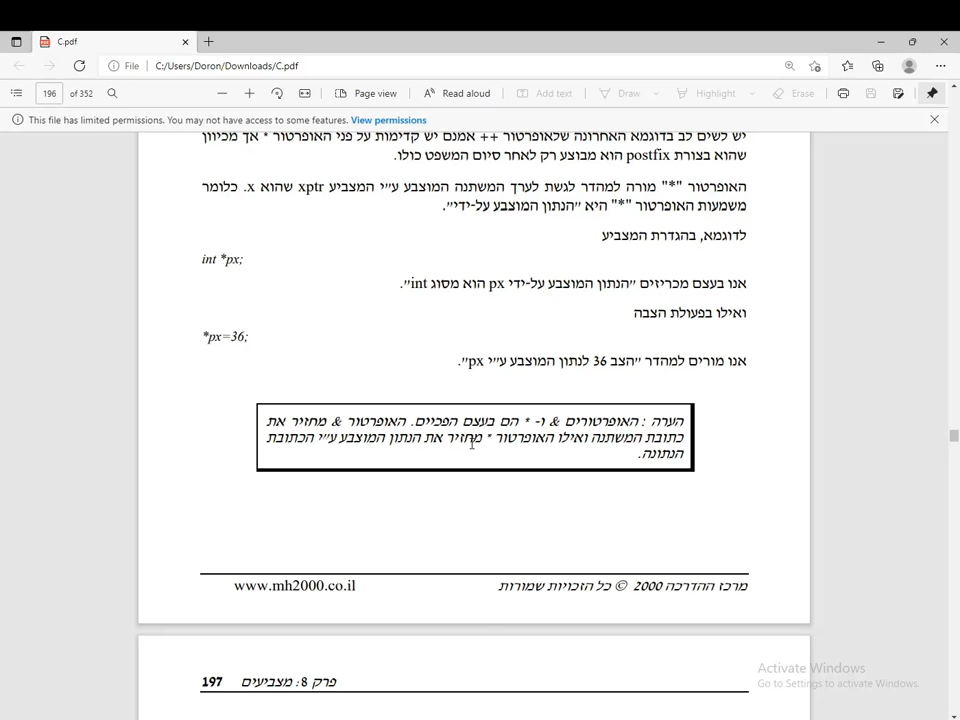 C.pdf
File
C:/Users/Doron/Downloads/C.pdf
196 of 352
Page view
Read aloud
Add text
Draw
Highlight
Erase
This file has limited permissions. You may not have access to some features. View permissions
יש לשים לב בדוגמא האחרונה שלאופרטור ++ אמנם יש קדימות על פני האופרטור * אך מכיוון
שהוא בצורת postfix הוא מבוצע רק לאחר סיום המשפט כולו.
האופרטור "*" מורה למהדר לגשת לערך המשתנה המוצבע ע״י המצביע xptr שהוא x. כלומר
משמעות האופרטור "*" היא ״הנתון המוצבע על-ידי״.
לדוגמא, בהגדרת המצביע
int *px;
אנו בעצם מכריזים ״הנתון המוצבע על-ידי px הוא מסוג int״.
ואילו בפעולת הצבה
*px=36;
אנו מורים למהדר ״הצב 36 לנתון המוצבע ע״י px״.
הערה : האופרטורים & ו- * הם בעצם הפכיים. האופרטור & מחזיר את
כתובת המשתנה ואילו האופרטור * מחזיר את הנתון המוצבע ע״י הכתובת
הנתונה.
מרכז ההדרכה 2000 © כל הזכויות שמורות
www.mh2000.co.il
פרק 8: מצביעים
197
Activate Windows
Go to Settings to activate Windows.